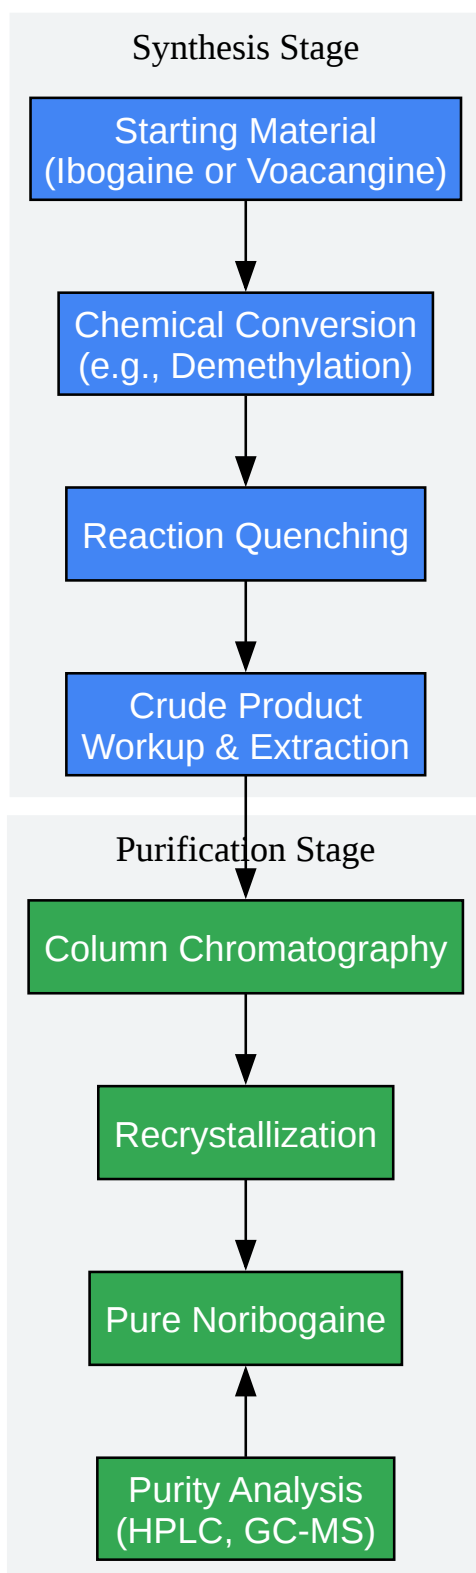 Synthesis Stage
Starting Material
(Ibogaine or Voacangine)
Chemical Conversion
(e.g., Demethylation)
Reaction Quenching
Crude Product
Workup & Extraction
Purification Stage
Column Chromatography
Recrystallization
Pure Noribogaine
Purity Analysis
(HPLC, GC-MS)